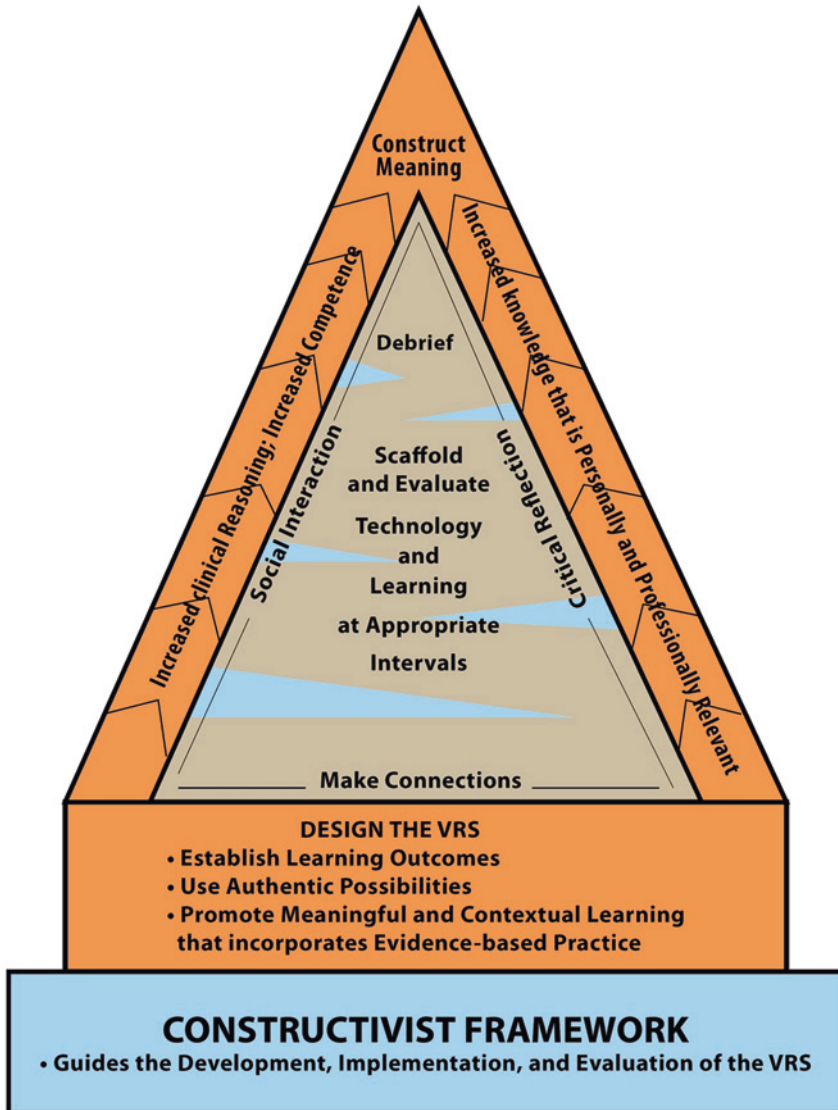 Construct
Meaning
Increased clinical Reasoning; Increased Competence
Increased knowledge that is Personally and Professionally Relevant
Social Interaction
Critical Reflection
Debrief
Scaffold
and Evaluate
Technology
and
Learning
at Appropriate
Intervals
Make Connections
DESIGN THE VRS
• Establish Learning Outcomes
• Use Authentic Possibilities
• Promote Meaningful and Contextual Learning
that incorporates Evidence-based Practice
CONSTRUCTIVIST FRAMEWORK
• Guides the Development, Implementation, and Evaluation of the VRS